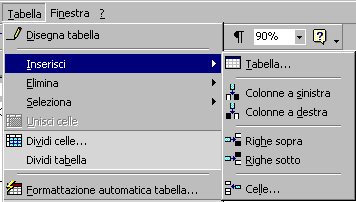 Tabella Finestra ?
Disegna tabella
90%
Inserisci
Elimina
Seleziona
Unisci celle
Dividi celle...
Dividi tabella
Formattazione automatica tabella...
Tabella...
Colonne a sinistra
Colonne a destra
Righe sopra
Righe sotto
Celle...